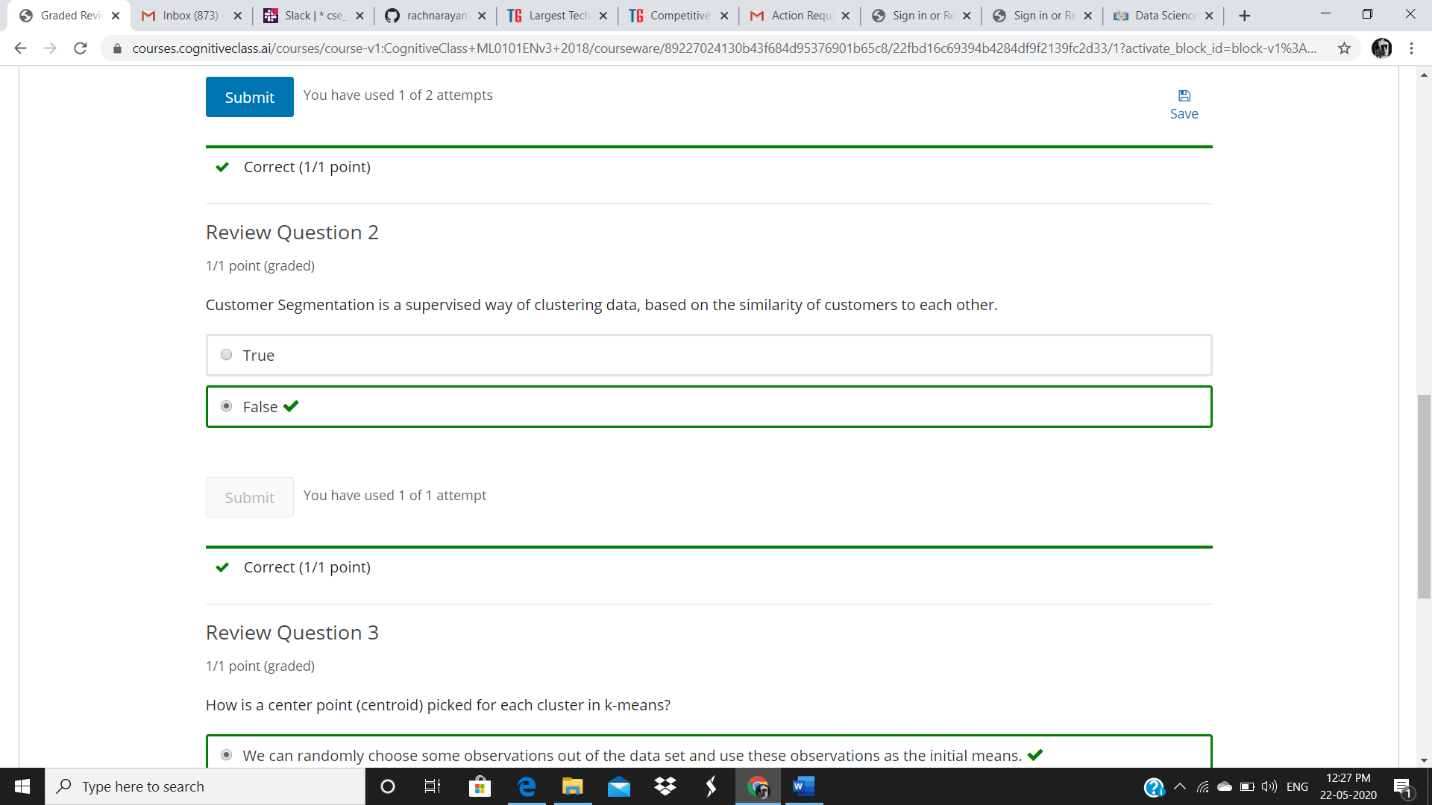 Graded Revi
Inbox (873)
Slack | * cse_
rachnarayan
TG Largest Tech
TG Competitive
Action Requ
Sign in or Re
Sign in or Re
Data Science
courses.cognitiveclass.ai/courses/course-v1:CognitiveClass+ML0101ENv3+2018/courseware/89227024130b43f684d95376901b65c8/22fbd16c69394b4284df9f2139fc2d33/1?activate_block_id=block-v1%3A...
Submit
You have used 1 of 2 attempts
Save
Correct (1/1 point)
Review Question 2
1/1 point (graded)
Customer Segmentation is a supervised way of clustering data, based on the similarity of customers to each other.
True
False
Submit
You have used 1 of 1 attempt
Correct (1/1 point)
Review Question 3
1/1 point (graded)
How is a center point (centroid) picked for each cluster in k-means?
We can randomly choose some observations out of the data set and use these observations as the initial means.
Type here to search
ENG
12:27 PM
22-05-2020
1